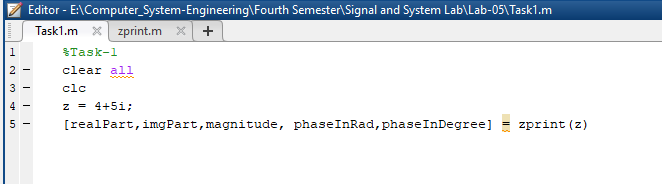 Editor - E:\Computer_System-Engineering\Fourth Semester\Signal and System Lab\Lab-05\Task1.m
Task1.m × zprint.m × +
1 %Task-1
2 – clear all
3 – clc
4 – z = 4+5i;
5 – [realPart,imgPart,magnitude, phaseInRad,phaseInDegree] = zprint(z)